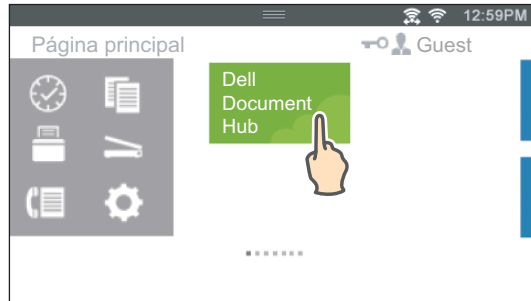 12:59PM
Página principal
Guest
Dell
Document
Hub